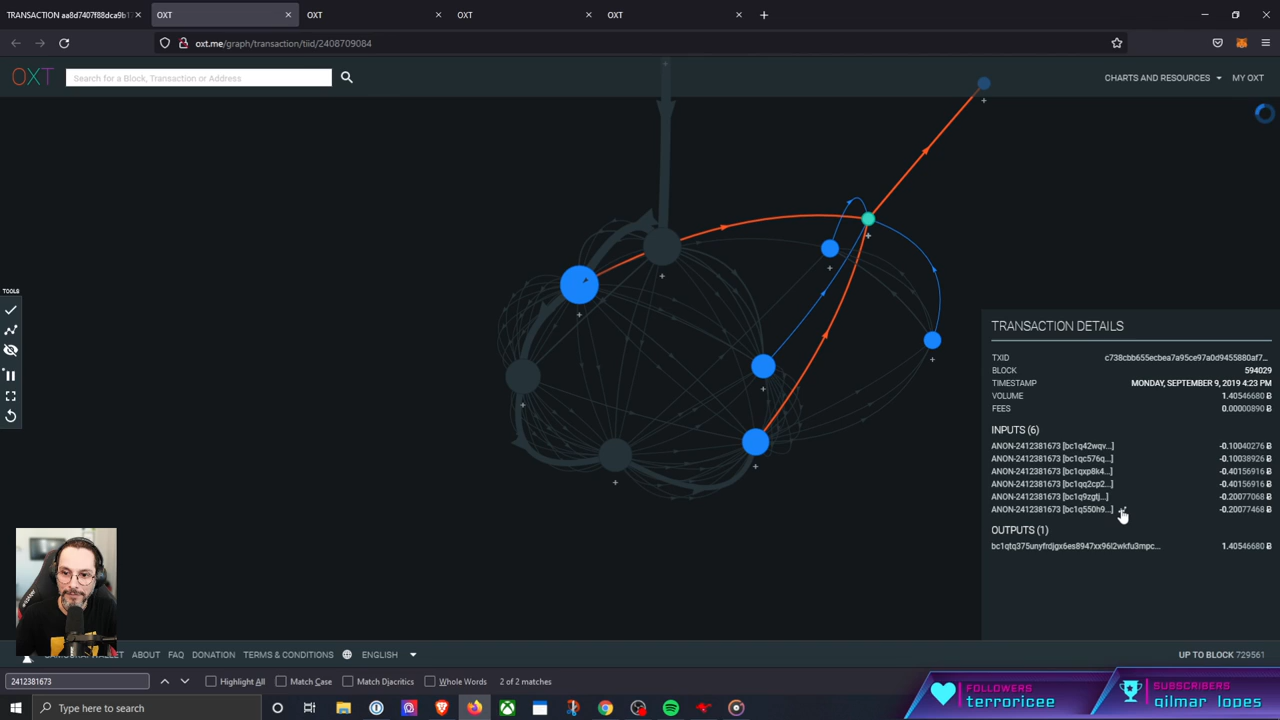 TRANSACTION aa8d7407f88dca9b1
OXT
OXT
OXT
OXT
oxt.me/graph/transaction/tiid/2408709084
OXT
Search for a Block, Transaction or Address
CHARTS AND RESOURCES
MY OXT
TOOLS
TRANSACTION DETAILS
TXID c738cbb655ecbea7a95ce97a0d9455880af7...
BLOCK 594029
TIMESTAMP MONDAY, SEPTEMBER 9, 2019 4:23 PM
VOLUME 1.40546680 B
FEES 0.00000890 B
INPUTS (6)
ANON-2412381673 [bc1q42wqv...] -0.10040276 B
ANON-2412381673 [bc1qc576q...] -0.10038926 B
ANON-2412381673 [bc1qxp8k4...] -0.40156916 B
ANON-2412381673 [bc1qq2cp2...] -0.40156916 B
ANON-2412381673 [bc1q9zgtj...] -0.20077068 B
ANON-2412381673 [bc1q550h9...] -0.20077468 B
OUTPUTS (1)
bc1qtq375unyfrdjgx6es8947xx96l2wkfu3mpc... 1.40546680 B
WALLET
ABOUT
FAQ
DONATION
TERMS & CONDITIONS
ENGLISH
UP TO BLOCK 729561
2412381673
Highlight All
Match Case
Match Diacritics
Whole Words
2 of 2 matches
Type here to search
FOLLOWERS
terroricee
SUBSCRIBERS
gilmar lopes